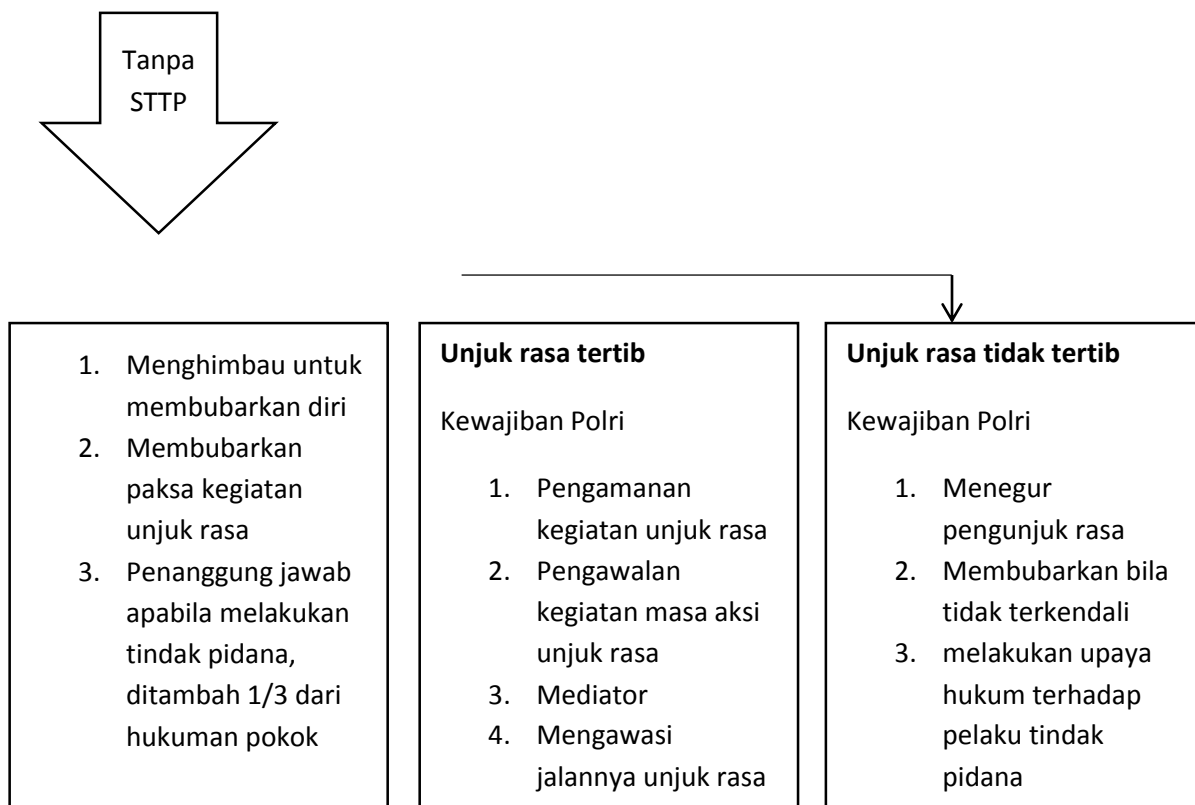 Tanpa
STTP
1. Menghimbau untuk
membubarkan diri
2. Membubarkan
paksa kegiatan
unjuk rasa
3. Penanggung jawab
apabila melakukan
tindak pidana,
ditambah 1/3 dari
hukuman pokok
Unjuk rasa tertib
Kewajiban Polri
1. Pengamanan
kegiatan unjuk rasa
2. Pengawalan
kegiatan masa aksi
unjuk rasa
3. Mediator
4. Mengawasi
jalannya unjuk rasa
Unjuk rasa tidak tertib
Kewajiban Polri
1. Menegur
pengunjuk rasa
2. Membubarkan bila
tidak terkendali
3. melakukan upaya
hukum terhadap
pelaku tindak
pidana